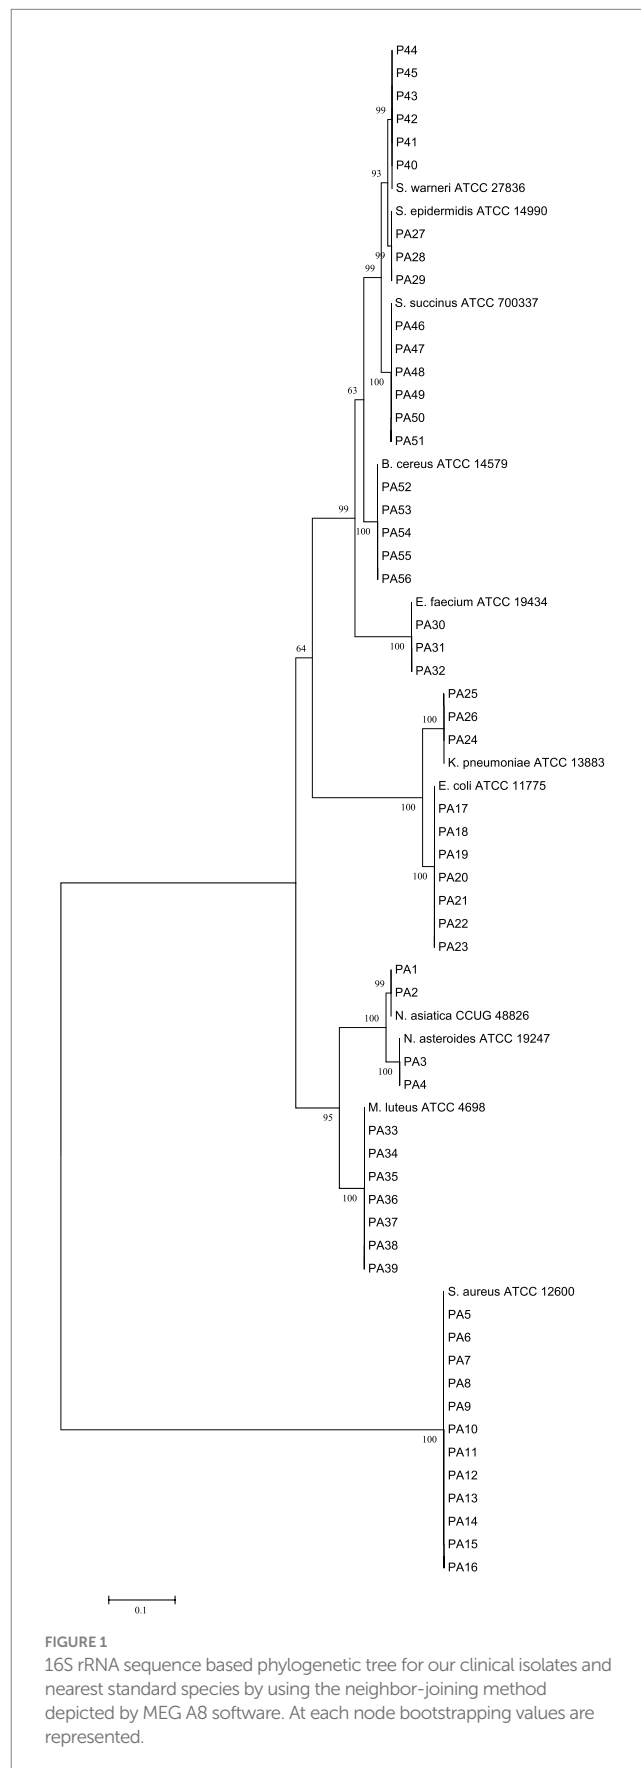 P44
P45
P43
99
P42
P41
P40
93
S. warneri ATCC 27836
S. epidermidis ATCC 14990
PA27
99
PA28
99
PA29
S. succinus ATCC 700337
PA46
PA47
PA48
100
63
PA49
PA50
PA51
B. cereus ATCC 14579
PA52
99
PA53
100
PA54
PA55
PA56
E. faecium ATCC 19434
PA30
64
100
PA31
PA32
PA25
100
PA26
PA24
K. pneumoniae ATCC 13883
E. coli ATCC 11775
100
PA17
PA18
PA19
100
PA20
PA21
PA22
PA23
PA1
99
PA2
100
N. asiatica CCUG 48826
N. asteroides ATCC 19247
PA3
100
PA4
M. luteus ATCC 4698
95
PA33
PA34
PA35
100
PA36
PA37
PA38
PA39
S. aureus ATCC 12600
PA5
PA6
PA7
PA8
PA9
PA10
100
PA11
PA12
PA13
PA14
PA15
PA16
0.1
FIGURE 1
16S rRNA sequence based phylogenetic tree for our clinical isolates and
nearest standard species by using the neighbor-joining method
depicted by MEG A8 software. At each node bootstrapping values are
represented.